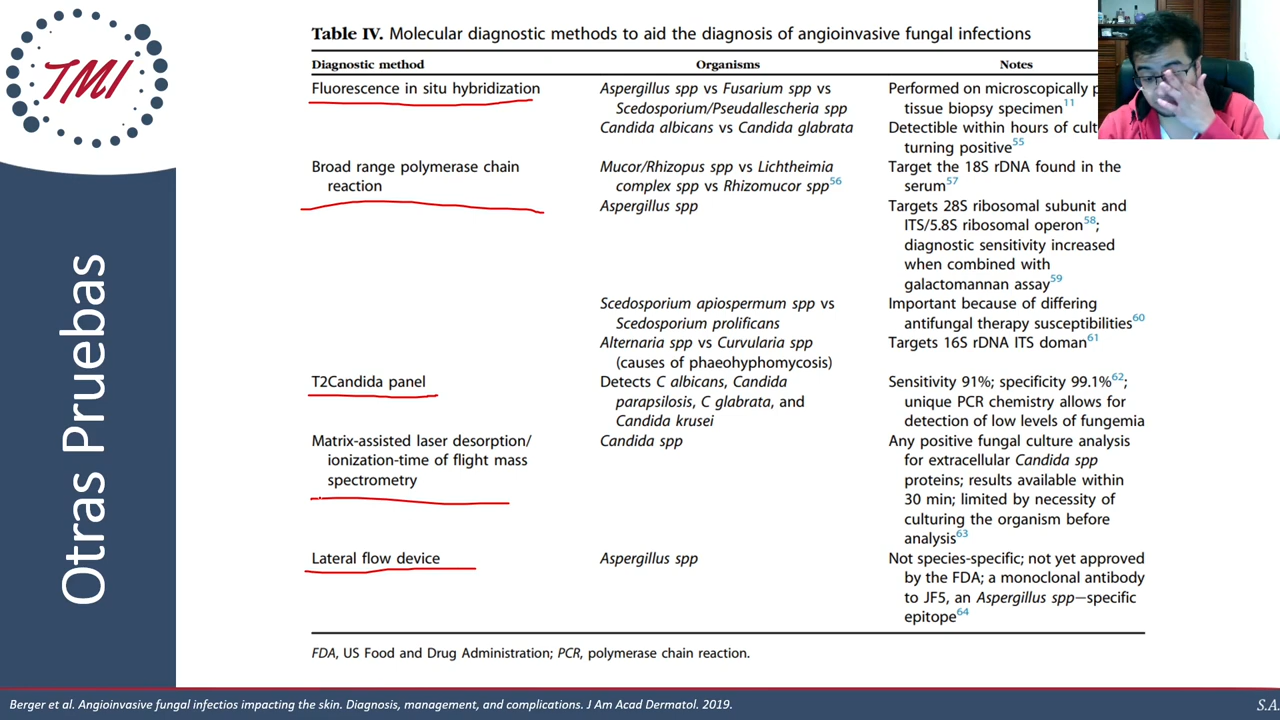 TMI
Otras Pruebas
Table IV. Molecular diagnostic methods to aid the diagnosis of angioinvasive fungal infections
Diagnostic method Organisms Notes
Fluorescence in situ hybridization Aspergillus spp vs Fusarium spp vs Performed on microscopically
Scedosporium/Pseudallescheria spp tissue biopsy specimen11
Candida albicans vs Candida glabrata Detectible within hours of
turning positive55
Broad range polymerase chain Mucor/Rhizopus spp vs Lichtheimia Target the 18S rDNA found in the
reaction complex spp vs Rhizomucor spp56 serum57
Aspergillus spp Targets 28S ribosomal subunit and
ITS/5.8S ribosomal operon58;
diagnostic sensitivity increased
when combined with
galactomannan assay59
Scedosporium apiospermum spp vs Important because of differing
Scedosporium prolificans antifungal therapy susceptibilities60
Alternaria spp vs Curvularia spp Targets 16S rDNA ITS doman61
(causes of phaeohyphomycosis)
T2Candida panel Detects C albicans, Candida Sensitivity 91%; specificity 99.1%62;
parapsilosis, C glabrata, and unique PCR chemistry allows for
Candida krusei detection of low levels of fungemia
Matrix-assisted laser desorption/ Candida spp Any positive fungal culture analysis
ionization-time of flight mass for extracellular Candida spp
spectrometry proteins; results available within
30 min; limited by necessity of
culturing the organism before
analysis63
Lateral flow device Aspergillus spp Not species-specific; not yet approved
by the FDA; a monoclonal antibody
to JF5, an Aspergillus spp—specific
epitope64
FDA, US Food and Drug Administration; PCR, polymerase chain reaction.
Berger et al. Angioinvasive fungal infectios impacting the skin. Diagnosis, management, and complications. J Am Acad Dermatol. 2019. S.A.